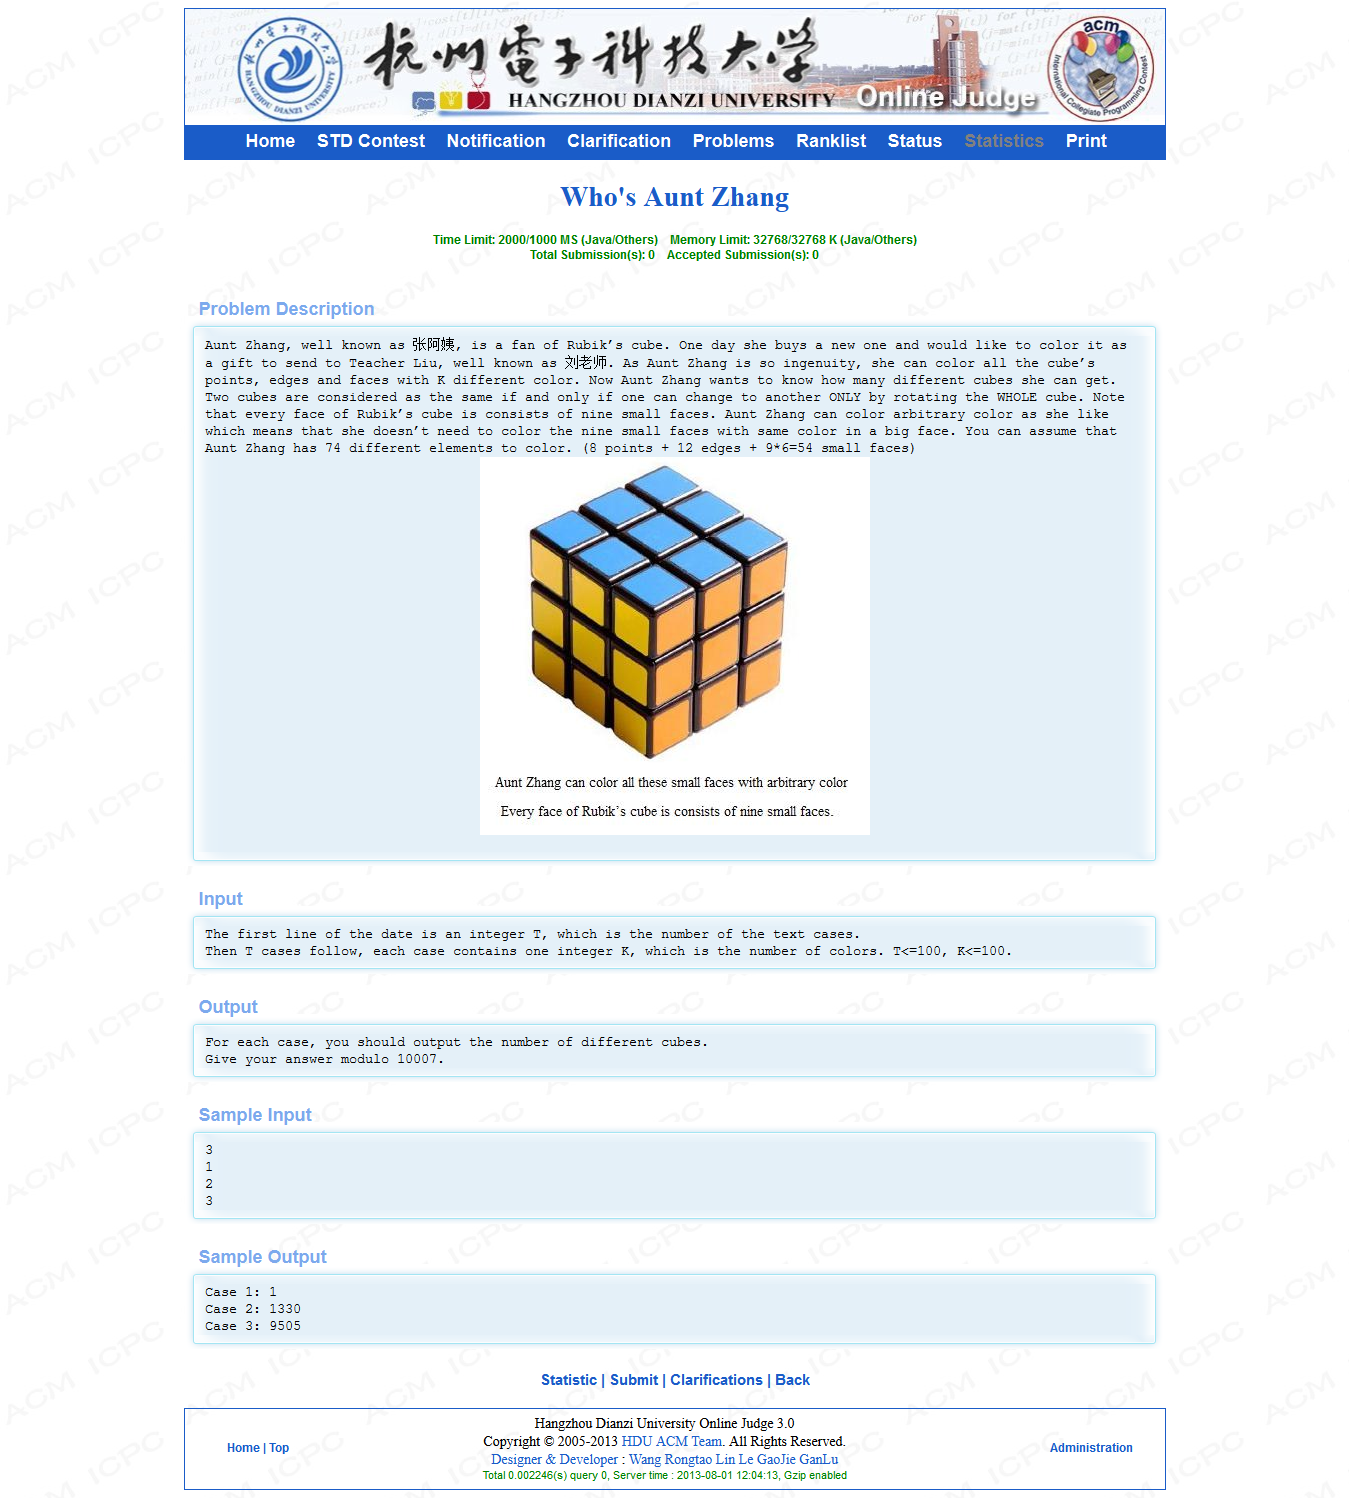 杭州電子科技大学
HANGZHOU DIANZI UNIVERSITY
Online Judge
acm
International Collegiate Programming Contest
Home STD Contest Notification Clarification Problems Ranklist Status Statistics Print
Who's Aunt Zhang
Time Limit: 2000/1000 MS (Java/Others) Memory Limit: 32768/32768 K (Java/Others)
Total Submission(s): 0 Accepted Submission(s): 0
Problem Description
Aunt Zhang, well known as 张阿姨, is a fan of Rubik’s cube. One day she buys a new one and would like to color it as
a gift to send to Teacher Liu, well known as 刘老师. As Aunt Zhang is so ingenuity, she can color all the cube’s
points, edges and faces with K different color. Now Aunt Zhang wants to know how many different cubes she can get.
Two cubes are considered as the same if and only if one can change to another ONLY by rotating the WHOLE cube. Note
that every face of Rubik’s cube is consists of nine small faces. Aunt Zhang can color arbitrary color as she like
which means that she doesn’t need to color the nine small faces with same color in a big face. You can assume that
Aunt Zhang has 74 different elements to color. (8 points + 12 edges + 9*6=54 small faces)
Aunt Zhang can color all these small faces with arbitrary color
Every face of Rubik’s cube is consists of nine small faces.
Input
The first line of the date is an integer T, which is the number of the text cases.
Then T cases follow, each case contains one integer K, which is the number of colors. T<=100, K<=100.
Output
For each case, you should output the number of different cubes.
Give your answer modulo 10007.
Sample Input
3
1
2
3
Sample Output
Case 1: 1
Case 2: 1330
Case 3: 9505
Statistic | Submit | Clarifications | Back
Home | Top
Hangzhou Dianzi University Online Judge 3.0
Copyright © 2005-2013 HDU ACM Team. All Rights Reserved.
Designer & Developer : Wang Rongtao Lin Le GaoJie GanLu
Total 0.002246(s) query 0, Server time : 2013-08-01 12:04:13, Gzip enabled
Administration